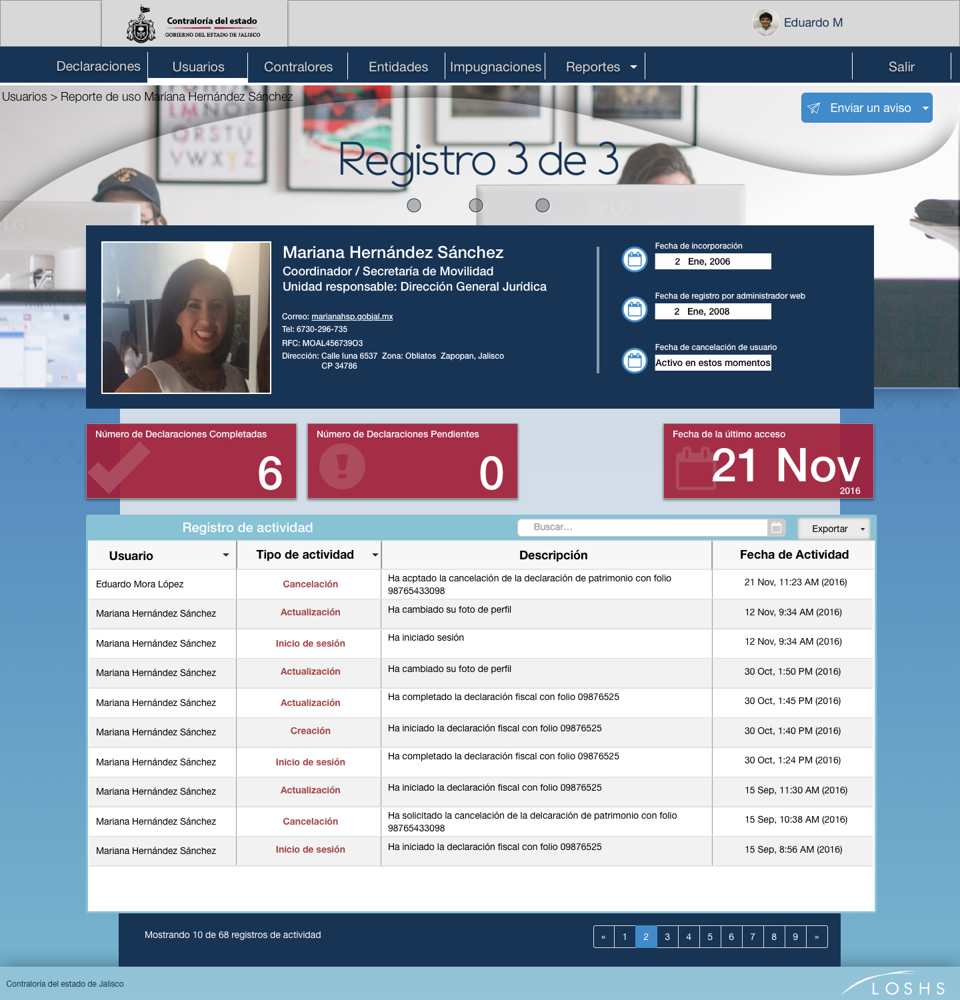 Contraloría del estado
GOBIERNO DEL ESTADO DE JALISCO
Eduardo M
Declaraciones
Usuarios
Contralores
Entidades
Impugnaciones
Reportes
Salir
Usuarios > Reporte de uso Maríana Hernández Sánchez
Enviar un aviso
L M N O P
Q R S T U
V W X Y Z
LG
LG
Registro 3 de 3
Mariana Hernández Sánchez
Coordinador / Secretaría de Movilidad
Unidad responsable: Dirección General Jurídica
Correo: marianahsp.gobjal.mx
Tel: 6730-296-735
RFC: MOAL456739O3
Dirección: Calle luna 6537 Zona: Obliatos Zapopan, Jalisco
CP 34786
Fecha de incorporación
2 Ene, 2006
Fecha de registro por administrador web
2 Ene, 2008
Fecha de cancelación de usuario
Activo en estos momentos
Número de Declaraciones Completadas
6
Número de Declaraciones Pendientes
0
Fecha de la último acceso
21 Nov
2016
Registro de actividad
Buscar...
Exportar
Usuario Tipo de actividad Descripción Fecha de Actividad
Eduardo Mora López Cancelación Ha acptado la cancelación de la declaración de patrimonio con folio 21 Nov, 11:23 AM (2016)
98765433098
Mariana Hernández Sánchez Actualización Ha cambiado su foto de perfil 12 Nov, 9:34 AM (2016)
Mariana Hernández Sánchez Inicio de sesión Ha iniciado sesión 12 Nov, 9:34 AM (2016)
Mariana Hernández Sánchez Actualización Ha cambiado su foto de perfil 30 Oct, 1:50 PM (2016)
Mariana Hernández Sánchez Actualización Ha completado la declaración fiscal con folio 09876525 30 Oct, 1:45 PM (2016)
Mariana Hernández Sánchez Creación Ha iniciado la declaración fiscal con folio 09876525 30 Oct, 1:40 PM (2016)
Mariana Hernández Sánchez Inicio de sesión Ha completado la declaración fiscal con folio 09876525 30 Oct, 1:24 PM (2016)
Mariana Hernández Sánchez Actualización Ha iniciado la declaración fiscal con folio 09876525 15 Sep, 11:30 AM (2016)
Mariana Hernández Sánchez Cancelación Ha solicitado la cancelación de la delcaración de patrimonio con folio 15 Sep, 10:38 AM (2016)
98765433098
Mariana Hernández Sánchez Inicio de sesión Ha iniciado la declaración fiscal con folio 09876525 15 Sep, 8:56 AM (2016)
Mostrando 10 de 68 registros de actividad
« 1 2 3 4 5 6 7 8 9 »
Contraloría del estado de Jalisco
LOSHS